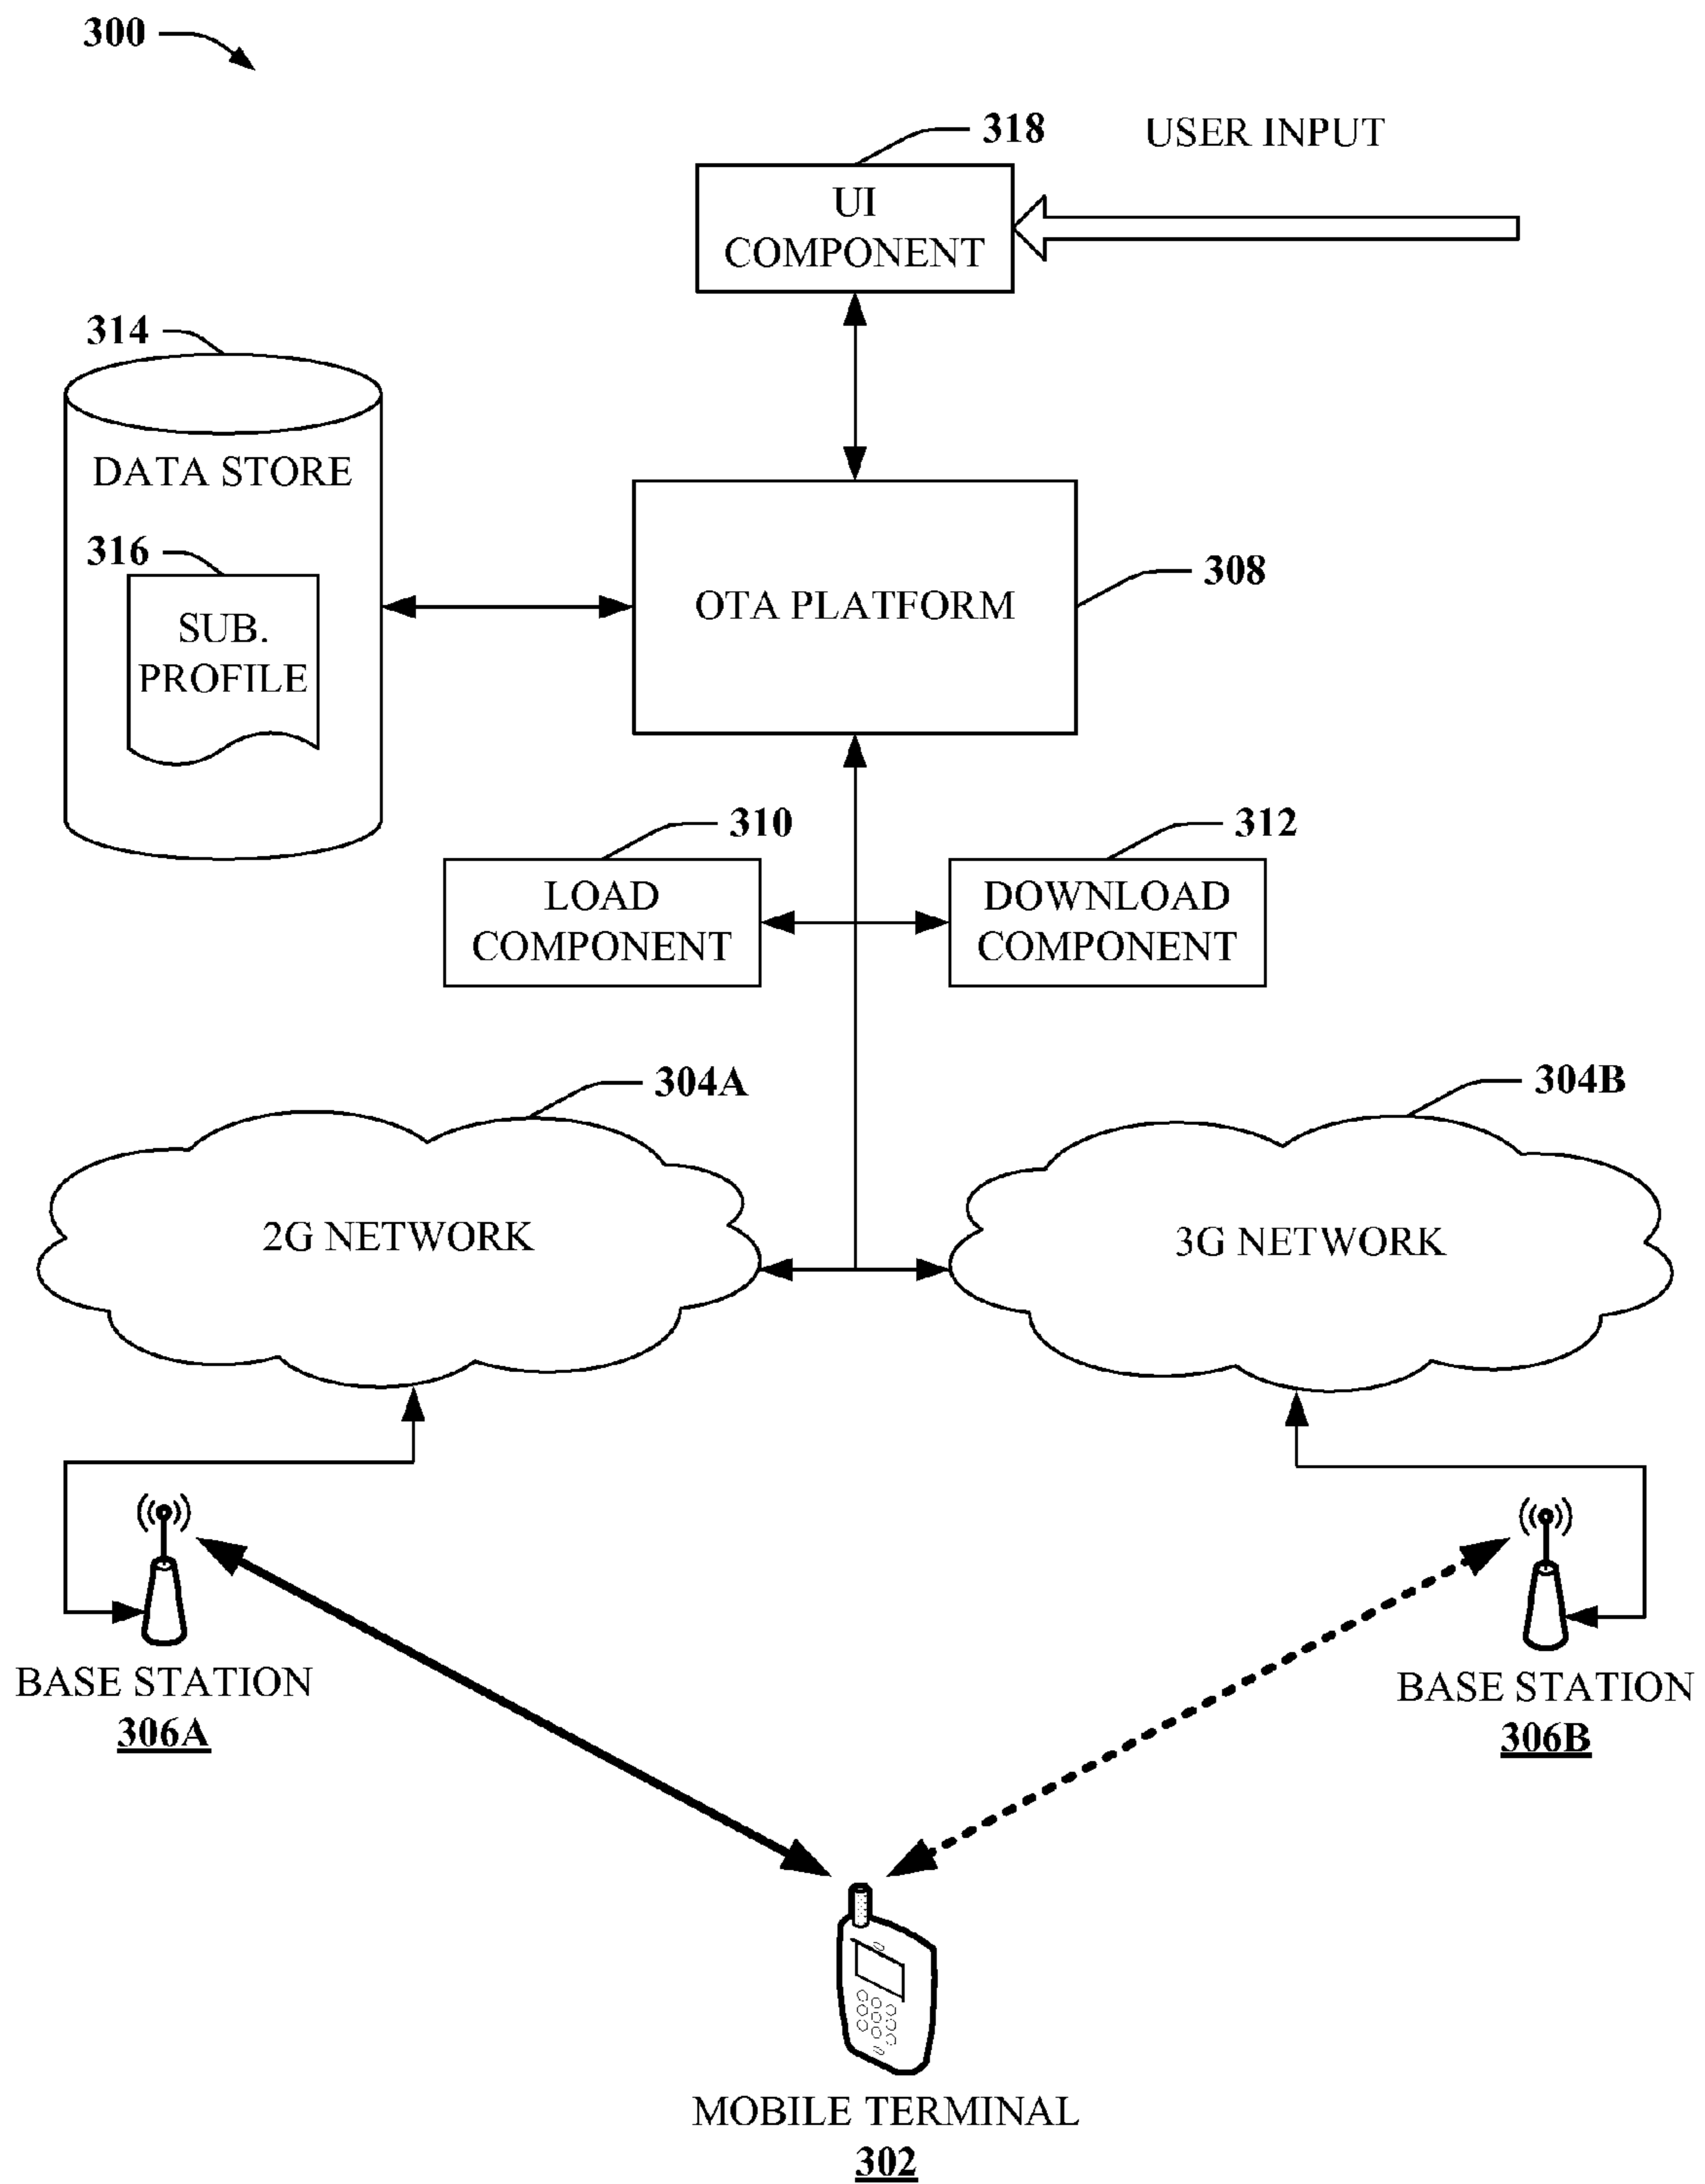 300
318
USER INPUT
UI
COMPONENT
314
DATA STORE
316
SUB.
PROFILE
OTA PLATFORM
308
310
312
LOAD
COMPONENT
DOWNLOAD
COMPONENT
304A
304B
2G NETWORK
3G NETWORK
BASE STATION
306A
BASE STATION
306B
MOBILE TERMINAL
302